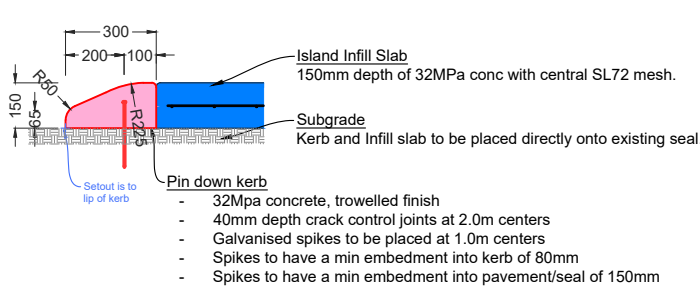 300
200
100
R50
150
65
R225
Island Infill Slab
150mm depth of 32MPa conc with central SL72 mesh.
Subgrade
Kerb and Infill slab to be placed directly onto existing seal
Setout is to
lip of kerb
Pin down kerb
- 32Mpa concrete, trowelled finish
- 40mm depth crack control joints at 2.0m centers
- Galvanised spikes to be placed at 1.0m centers
- Spikes to have a min embedment into kerb of 80mm
- Spikes to have a min embedment into pavement/seal of 150mm